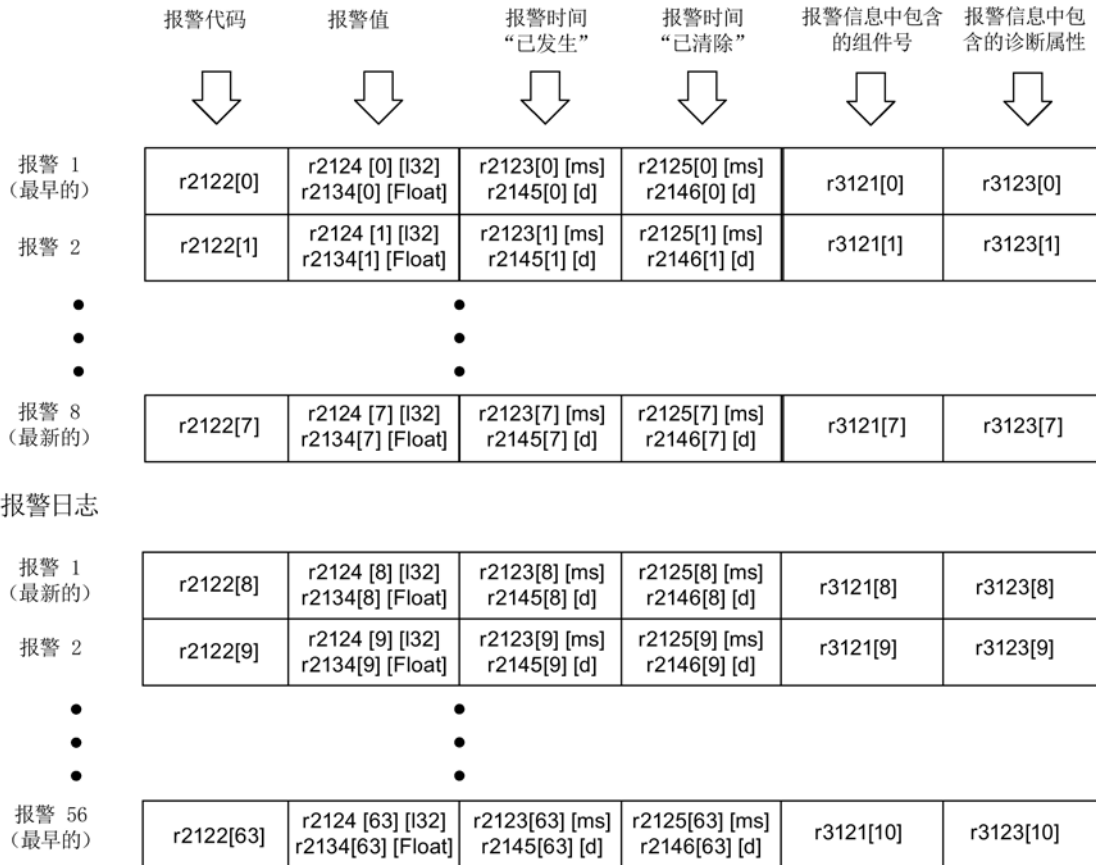 报警代码
报警值
报警时间
“已发生”
报警时间
“已清除”
报警信息中包含
的组件号
报警信息中包
含的诊断属性
报警 1
（最早的）
r2122[0]
r2124 [0] [I32]
r2134[0] [Float]
r2123[0] [ms]
r2145[0] [d]
r2125[0] [ms]
r2146[0] [d]
r3121[0]
r3123[0]
报警 2
r2122[1]
r2124 [1] [I32]
r2134[1] [Float]
r2123[1] [ms]
r2145[1] [d]
r2125[1] [ms]
r2146[1] [d]
r3121[1]
r3123[1]
报警 8
（最新的）
r2122[7]
r2124 [7] [I32]
r2134[7] [Float]
r2123[7] [ms]
r2145[7] [d]
r2125[7] [ms]
r2146[7] [d]
r3121[7]
r3123[7]
报警日志
报警 1
（最新的）
r2122[8]
r2124 [8] [I32]
r2134[8] [Float]
r2123[8] [ms]
r2145[8] [d]
r2125[8] [ms]
r2146[8] [d]
r3121[8]
r3123[8]
报警 2
r2122[9]
r2124 [9] [I32]
r2134[9] [Float]
r2123[9] [ms]
r2145[9] [d]
r2125[9] [ms]
r2146[9] [d]
r3121[9]
r3123[9]
报警 56
（最早的）
r2122[63]
r2124 [63] [I32]
r2134[63] [Float]
r2123[63] [ms]
r2145[63] [d]
r2125[63] [ms]
r2146[63] [d]
r3121[10]
r3123[10]